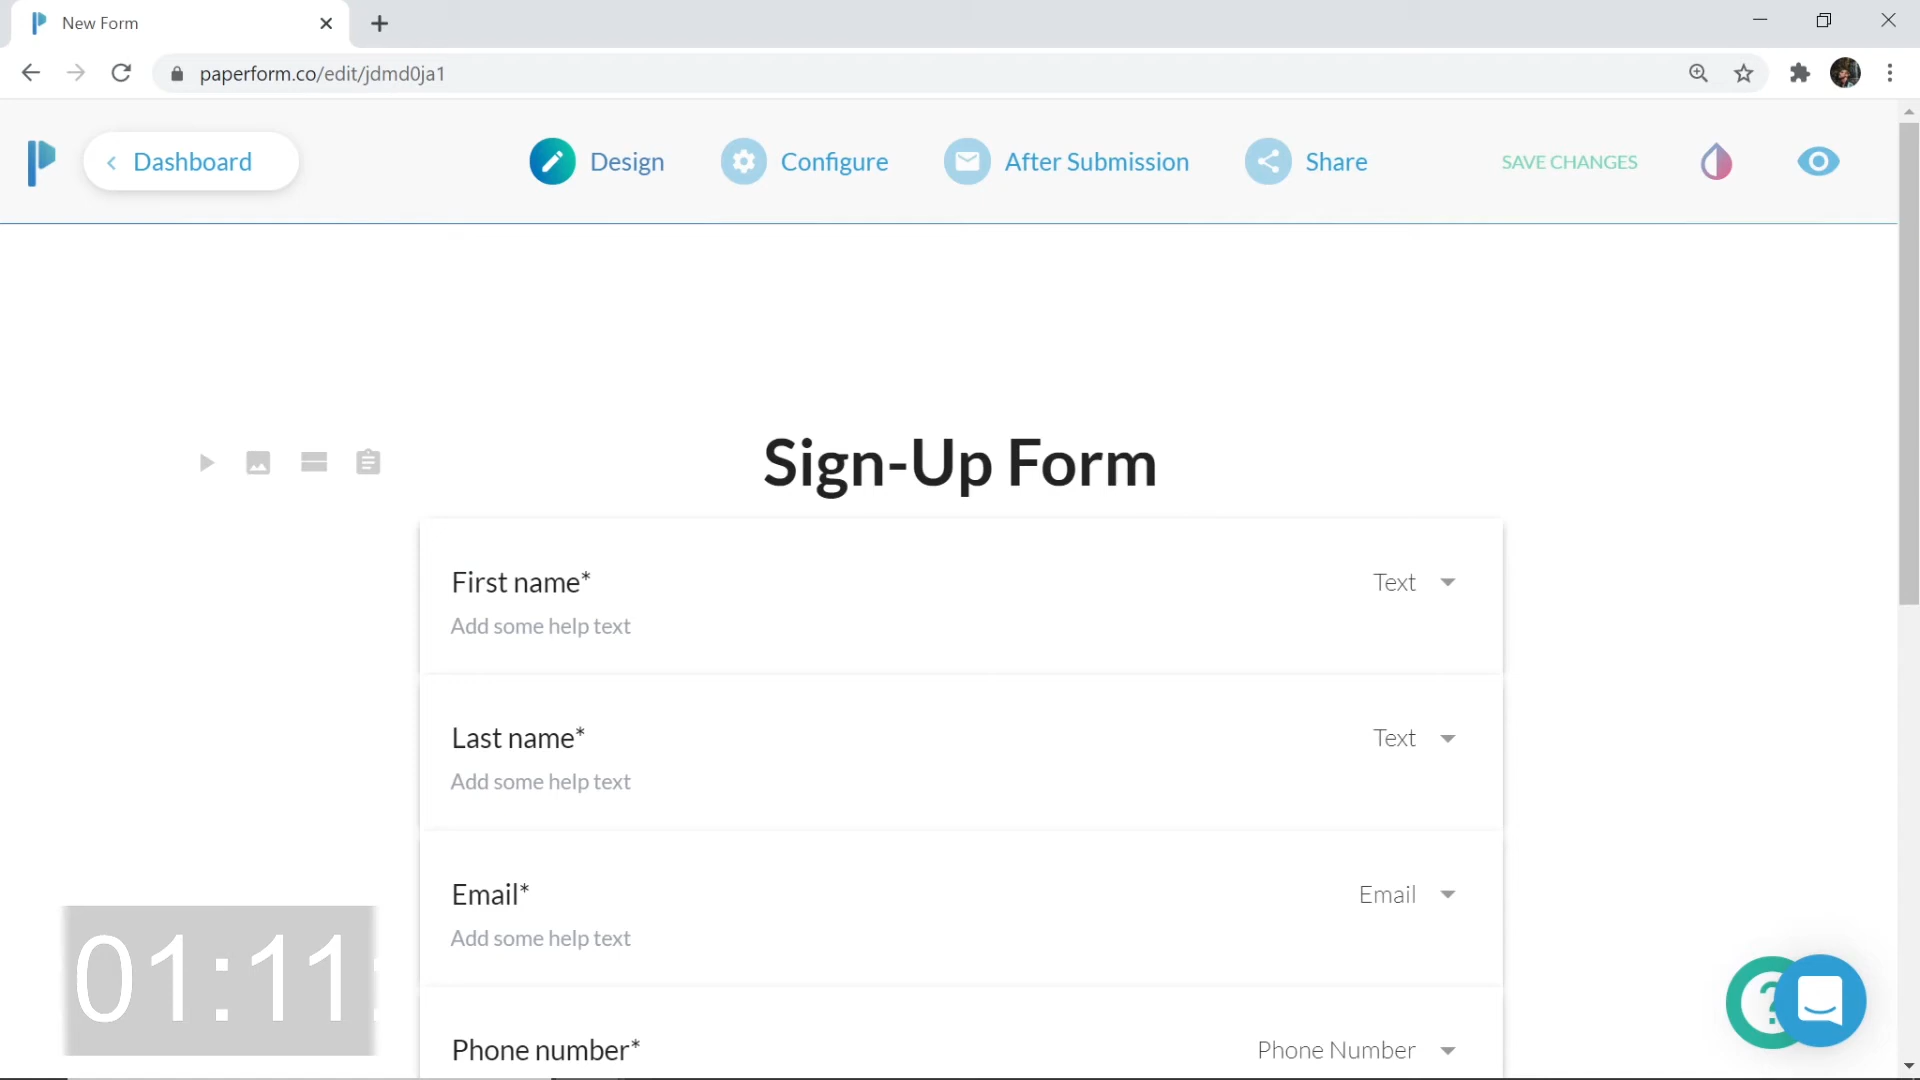 New Form
paperform.co/edit/jdmd0ja1
Dashboard
Design
Configure
After Submission
Share
SAVE CHANGES
Sign-Up Form
First name*
Text
Add some help text
Last name*
Text
Add some help text
Email*
Email
Add some help text
Phone number*
Phone Number
01:11:
?